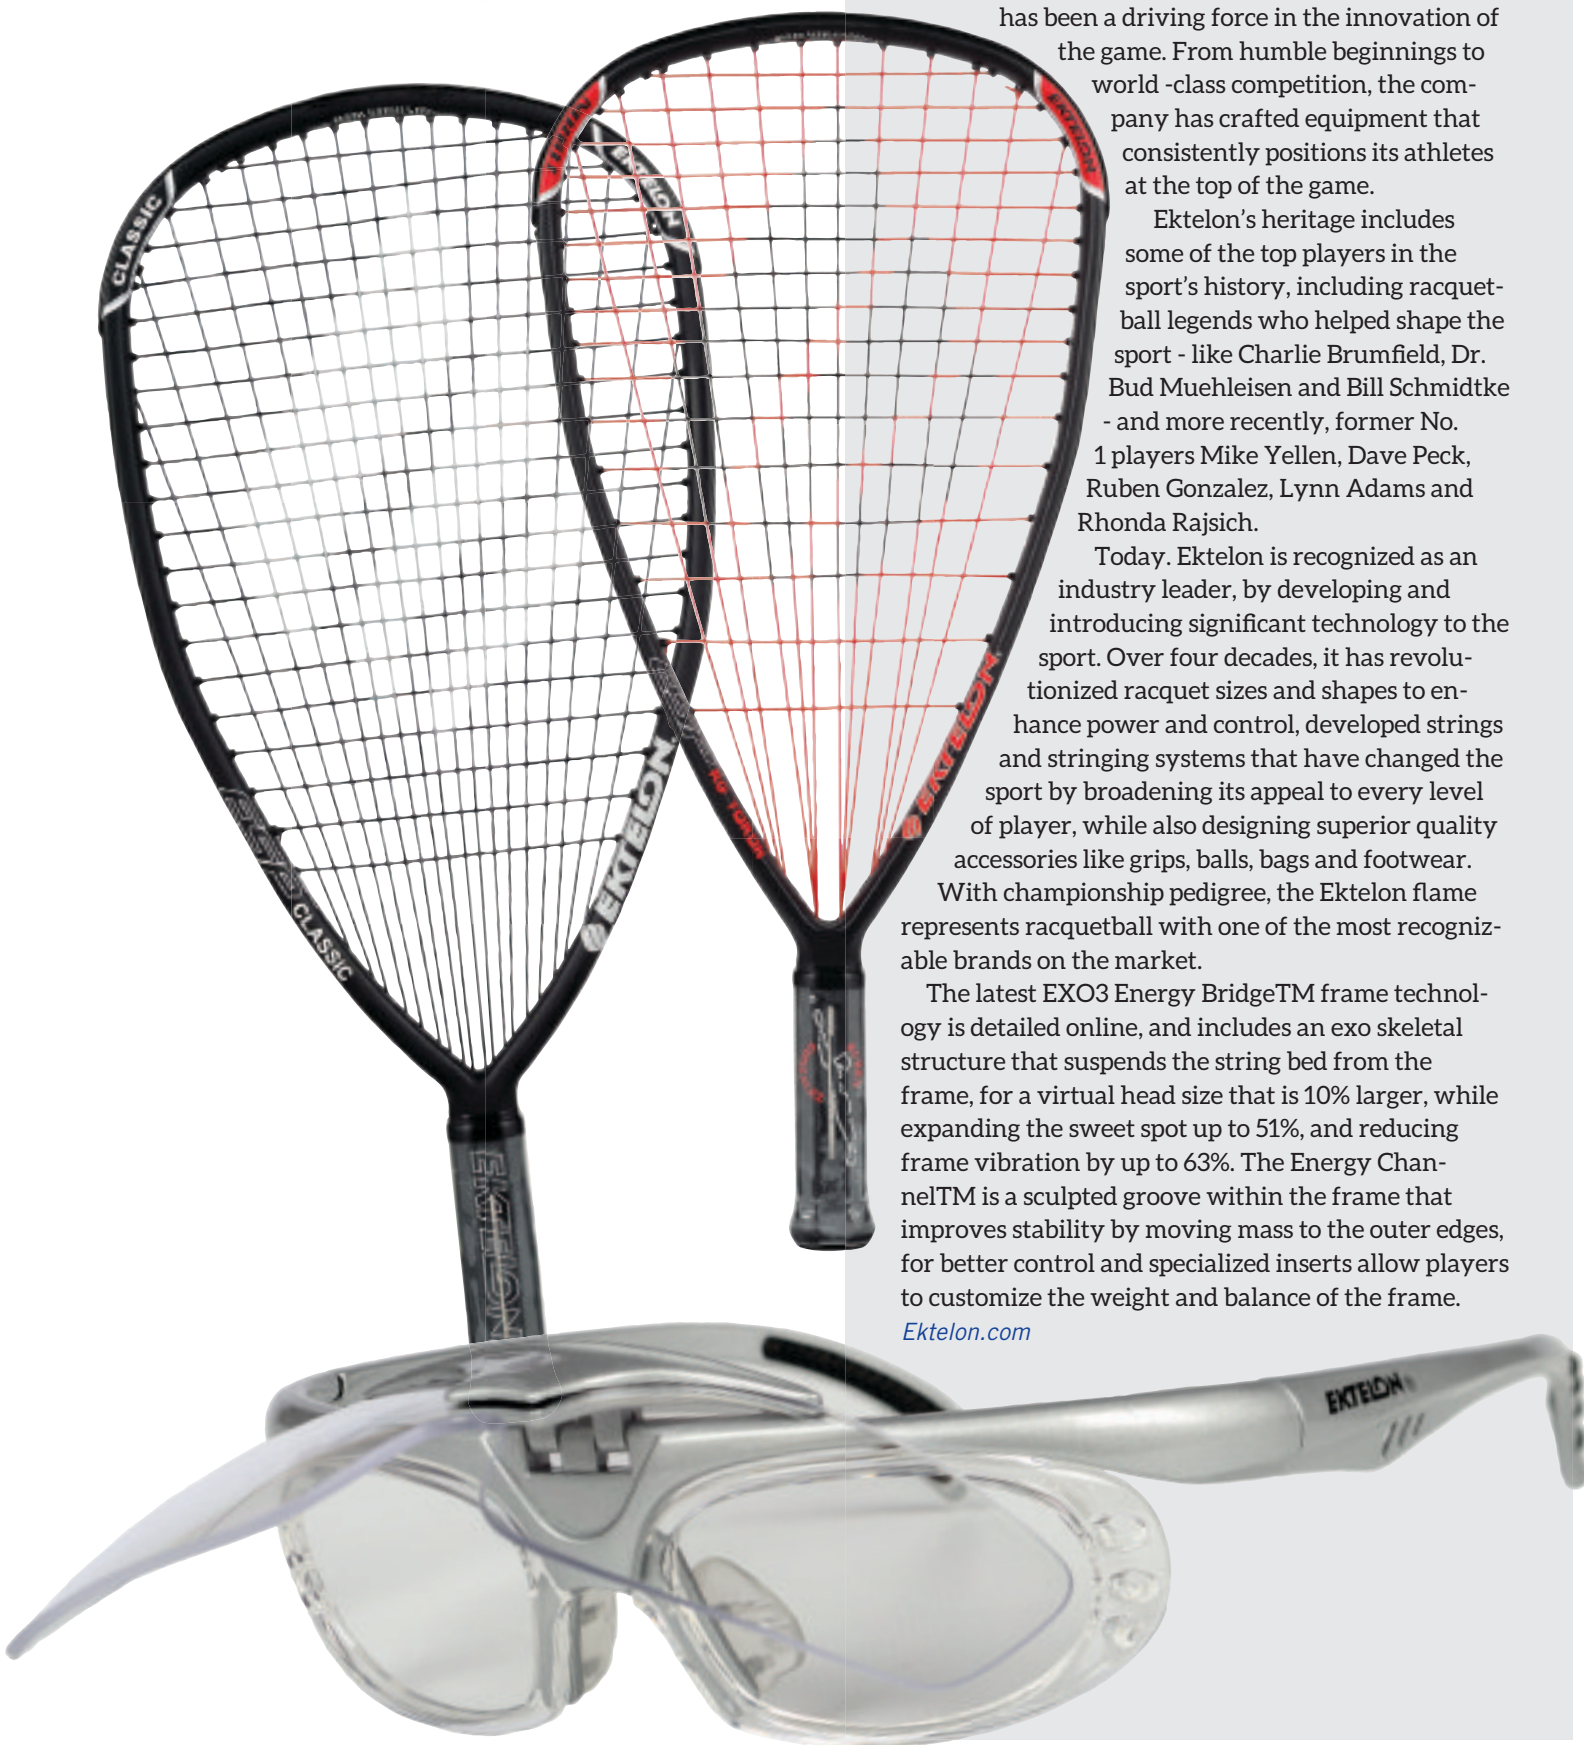 has been a driving force in the innovation of
the game. From humble beginnings to
world -class competition, the com-
pany has crafted equipment that
consistently positions its athletes
at the top of the game.
Ektelon’s heritage includes
some of the top players in the
sport’s history, including racquet-
ball legends who helped shape the
sport - like Charlie Brumfield, Dr.
Bud Muehleisen and Bill Schmidtke
- and more recently, former No.
1 players Mike Yellen, Dave Peck,
Ruben Gonzalez, Lynn Adams and
Rhonda Rajsich.
Today. Ektelon is recognized as an
industry leader, by developing and
introducing significant technology to the
sport. Over four decades, it has revolu-
tionized racquet sizes and shapes to en-
hance power and control, developed strings
and stringing systems that have changed the
sport by broadening its appeal to every level
of player, while also designing superior quality
accessories like grips, balls, bags and footwear.
With championship pedigree, the Ektelon flame
represents racquetball with one of the most recogniz-
able brands on the market.
The latest EXO3 Energy BridgeTM frame technol-
ogy is detailed online, and includes an exo skeletal
structure that suspends the string bed from the
frame, for a virtual head size that is 10% larger, while
expanding the sweet spot up to 51%, and reducing
frame vibration by up to 63%. The Energy Chan-
nelTM is a sculpted groove within the frame that
improves stability by moving mass to the outer edges,
for better control and specialized inserts allow players
to customize the weight and balance of the frame.
Ektelon.com
CLASSIC
EKTELON
CLASSIC
EKTELON
EKTELON
TOREN
EKTELON
RG TOREN
EKTELON
EKTELON